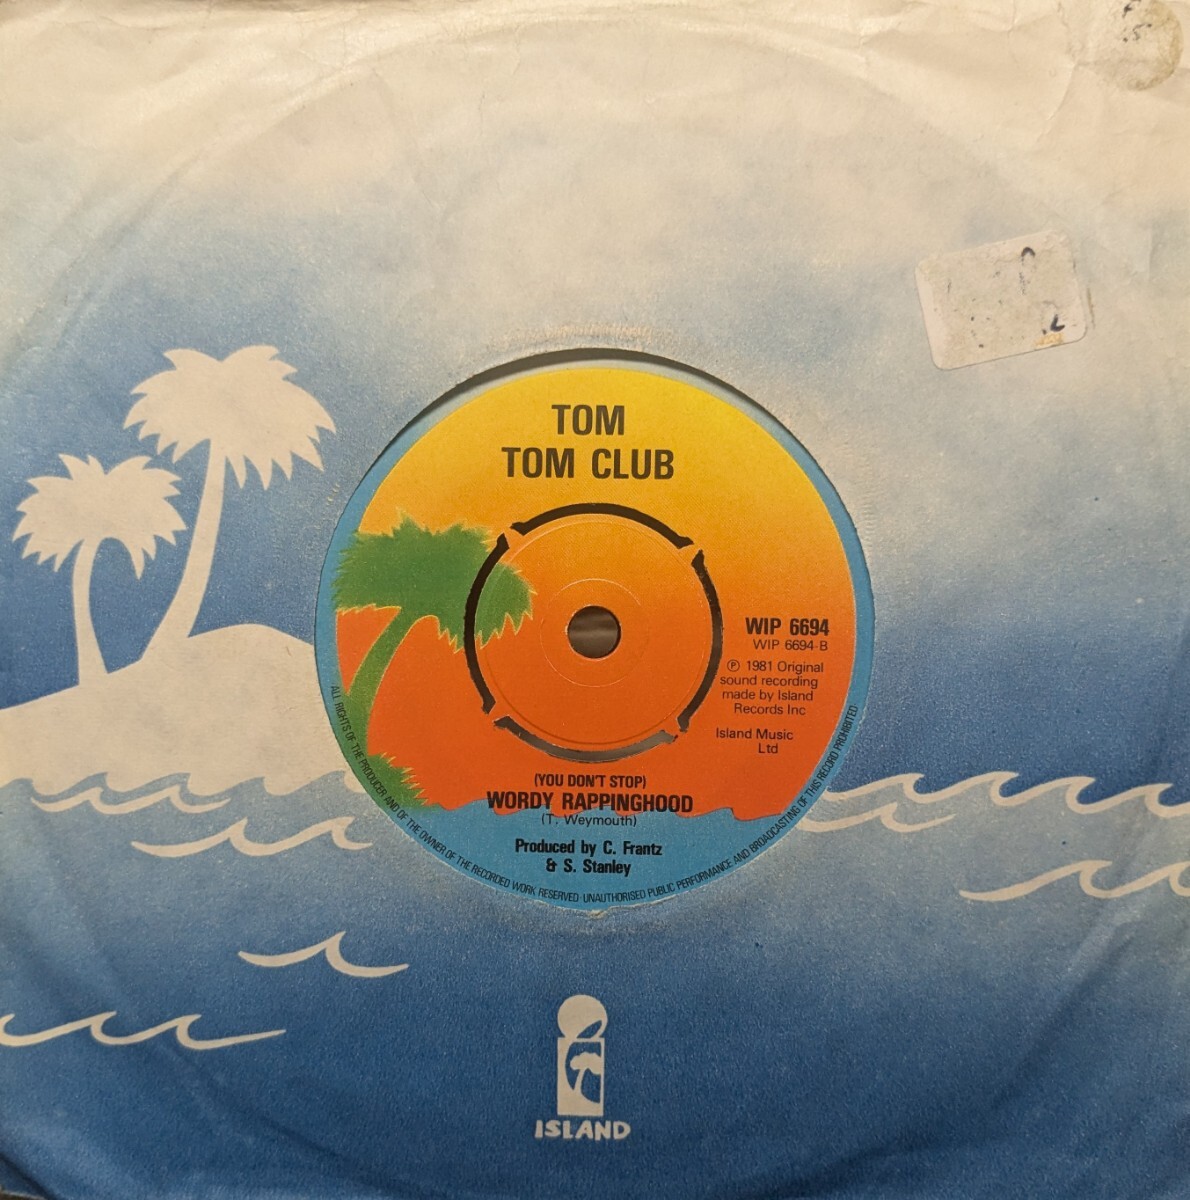 TOM
TOM CLUB
WIP 6694
WIP 6694-B
℗ 1981 Original
sound recording
made by Island
Records Inc
Island Music
Ltd
(YOU DON'T STOP)
WORDY RAPPINGHOOD
(T. Weymouth)
Produced by C. Frantz
& S. Stanley
ALL RIGHTS OF THE PRODUCER AND OF THE OWNER OF THE RECORDED WORK RESERVED · UNAUTHORISED PUBLIC PERFORMANCE AND BROADCASTING OF THIS RECORD PROHIBITED
ISLAND